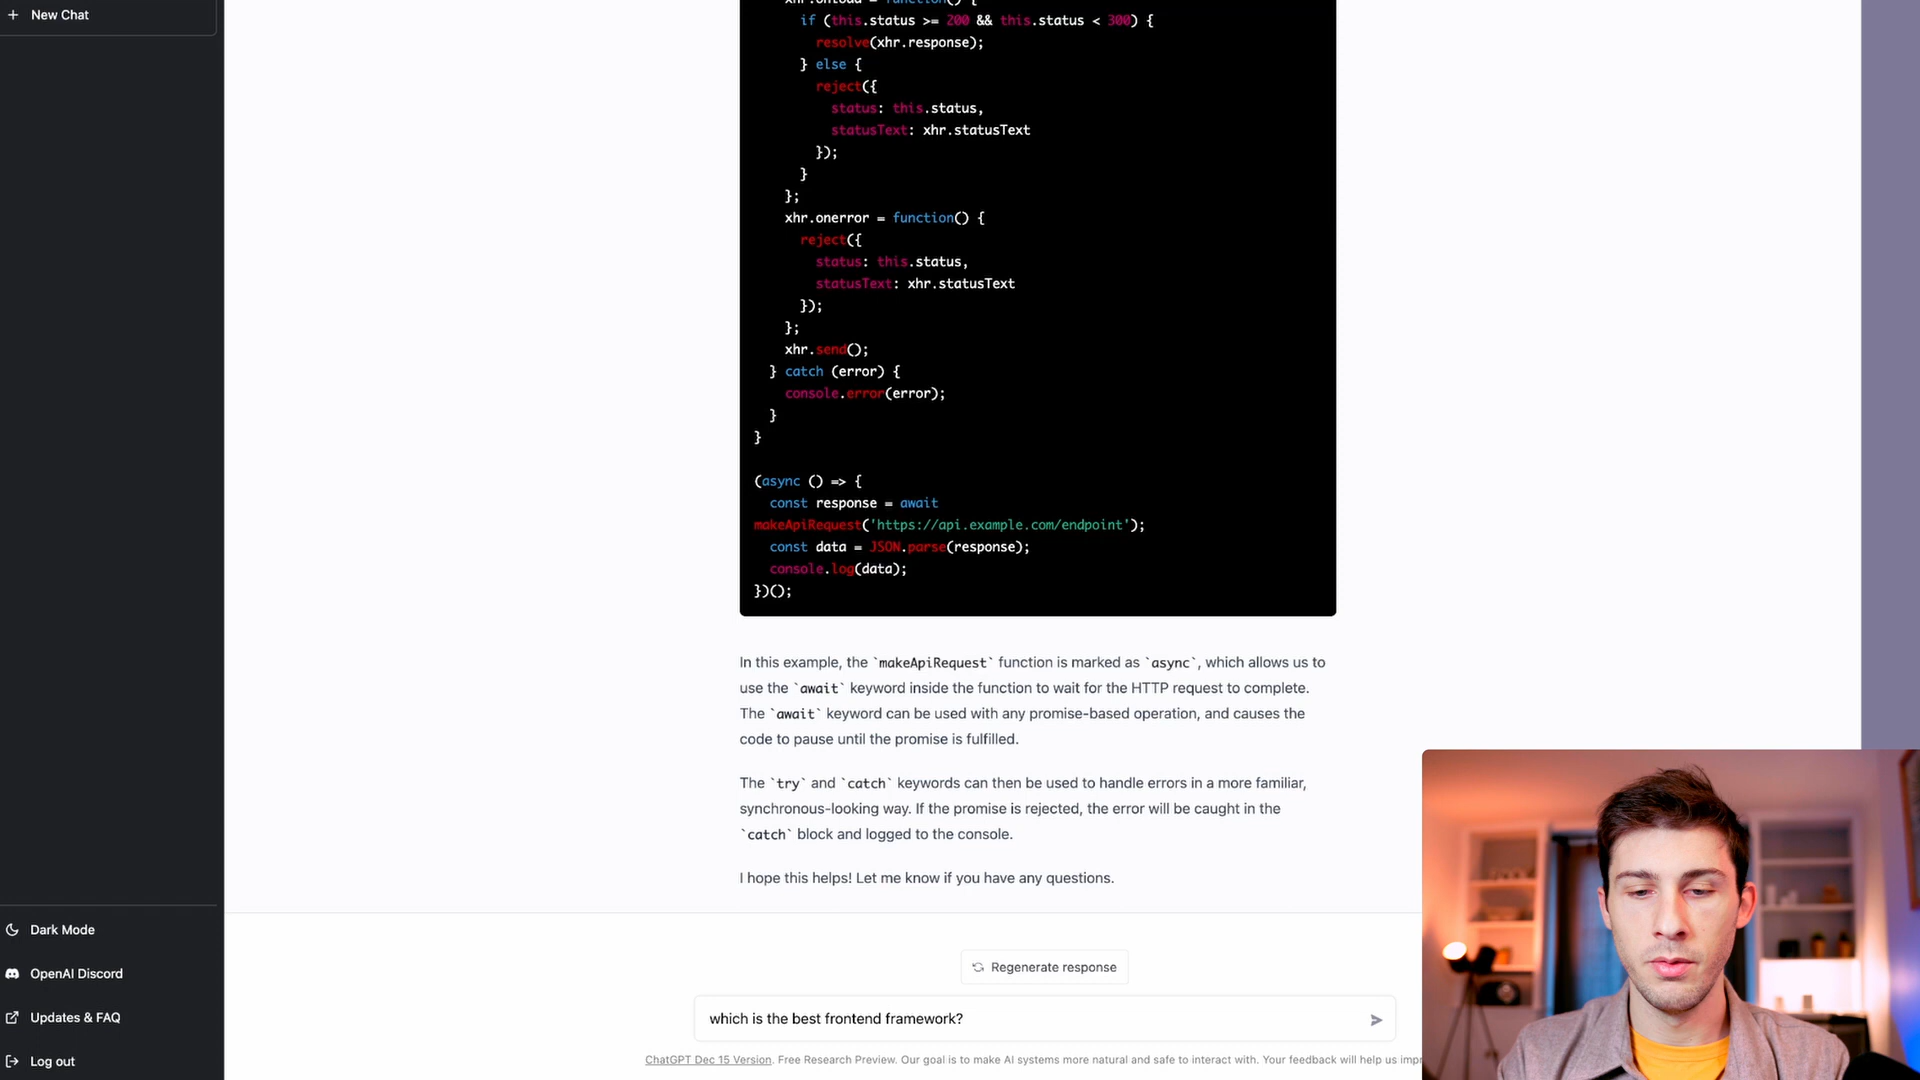 New Chat
xhr.onload = function() {
if (this.status >= 200 && this.status < 300) {
resolve(xhr.response);
} else {
reject({
status: this.status,
statusText: xhr.statusText
});
}
};
xhr.onerror = function() {
reject({
status: this.status,
statusText: xhr.statusText
});
};
xhr.send();
} catch (error) {
console.error(error);
}
}
(async () => {
const response = await
makeApiRequest('https://api.example.com/endpoint');
const data = JSON.parse(response);
console.log(data);
})();
In this example, the `makeApiRequest` function is marked as `async`, which allows us to
use the `await` keyword inside the function to wait for the HTTP request to complete.
The `await` keyword can be used with any promise-based operation, and causes the
code to pause until the promise is fulfilled.
The `try` and `catch` keywords can then be used to handle errors in a more familiar,
synchronous-looking way. If the promise is rejected, the error will be caught in the
`catch` block and logged to the console.
I hope this helps! Let me know if you have any questions.
Dark Mode
OpenAI Discord
Updates & FAQ
Log out
Regenerate response
which is the best frontend framework?
ChatGPT Dec 15 Version. Free Research Preview. Our goal is to make AI systems more natural and safe to interact with. Your feedback will help us impr